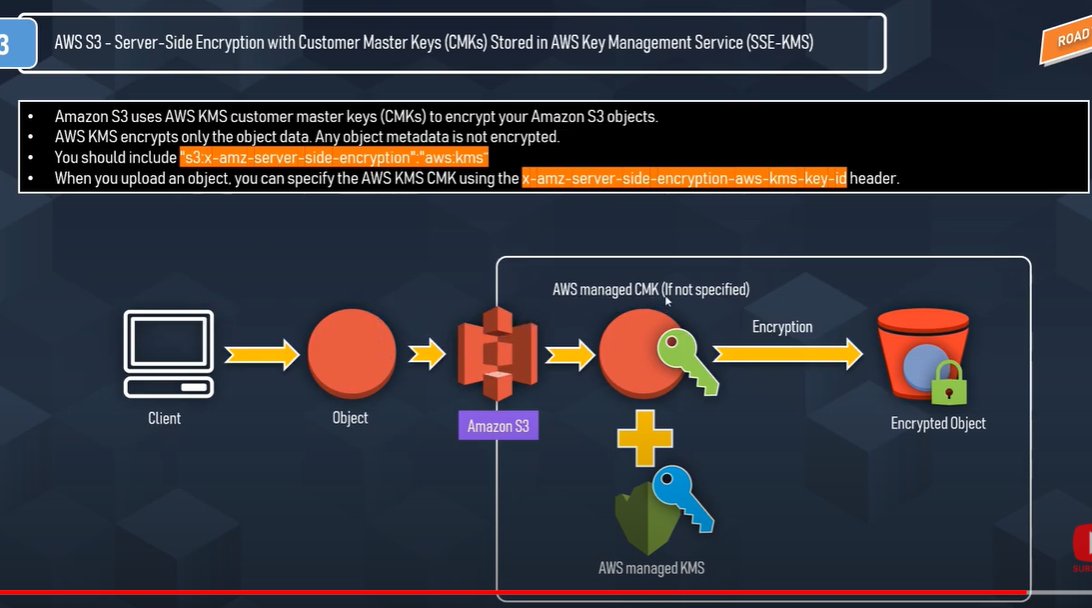 3
AWS S3 - Server-Side Encryption with Customer Master Keys (CMKs) Stored in AWS Key Management Service (SSE-KMS)
ROAD
• Amazon S3 uses AWS KMS customer master keys (CMKs) to encrypt your Amazon S3 objects.
• AWS KMS encrypts only the object data. Any object metadata is not encrypted.
• You should include "s3:x-amz-server-side-encryption":"aws:kms"
• When you upload an object, you can specify the AWS KMS CMK using the x-amz-server-side-encryption-aws-kms-key-id header.
AWS managed CMK (If not specified)
Encryption
Client
Object
Amazon S3
Encrypted Object
AWS managed KMS